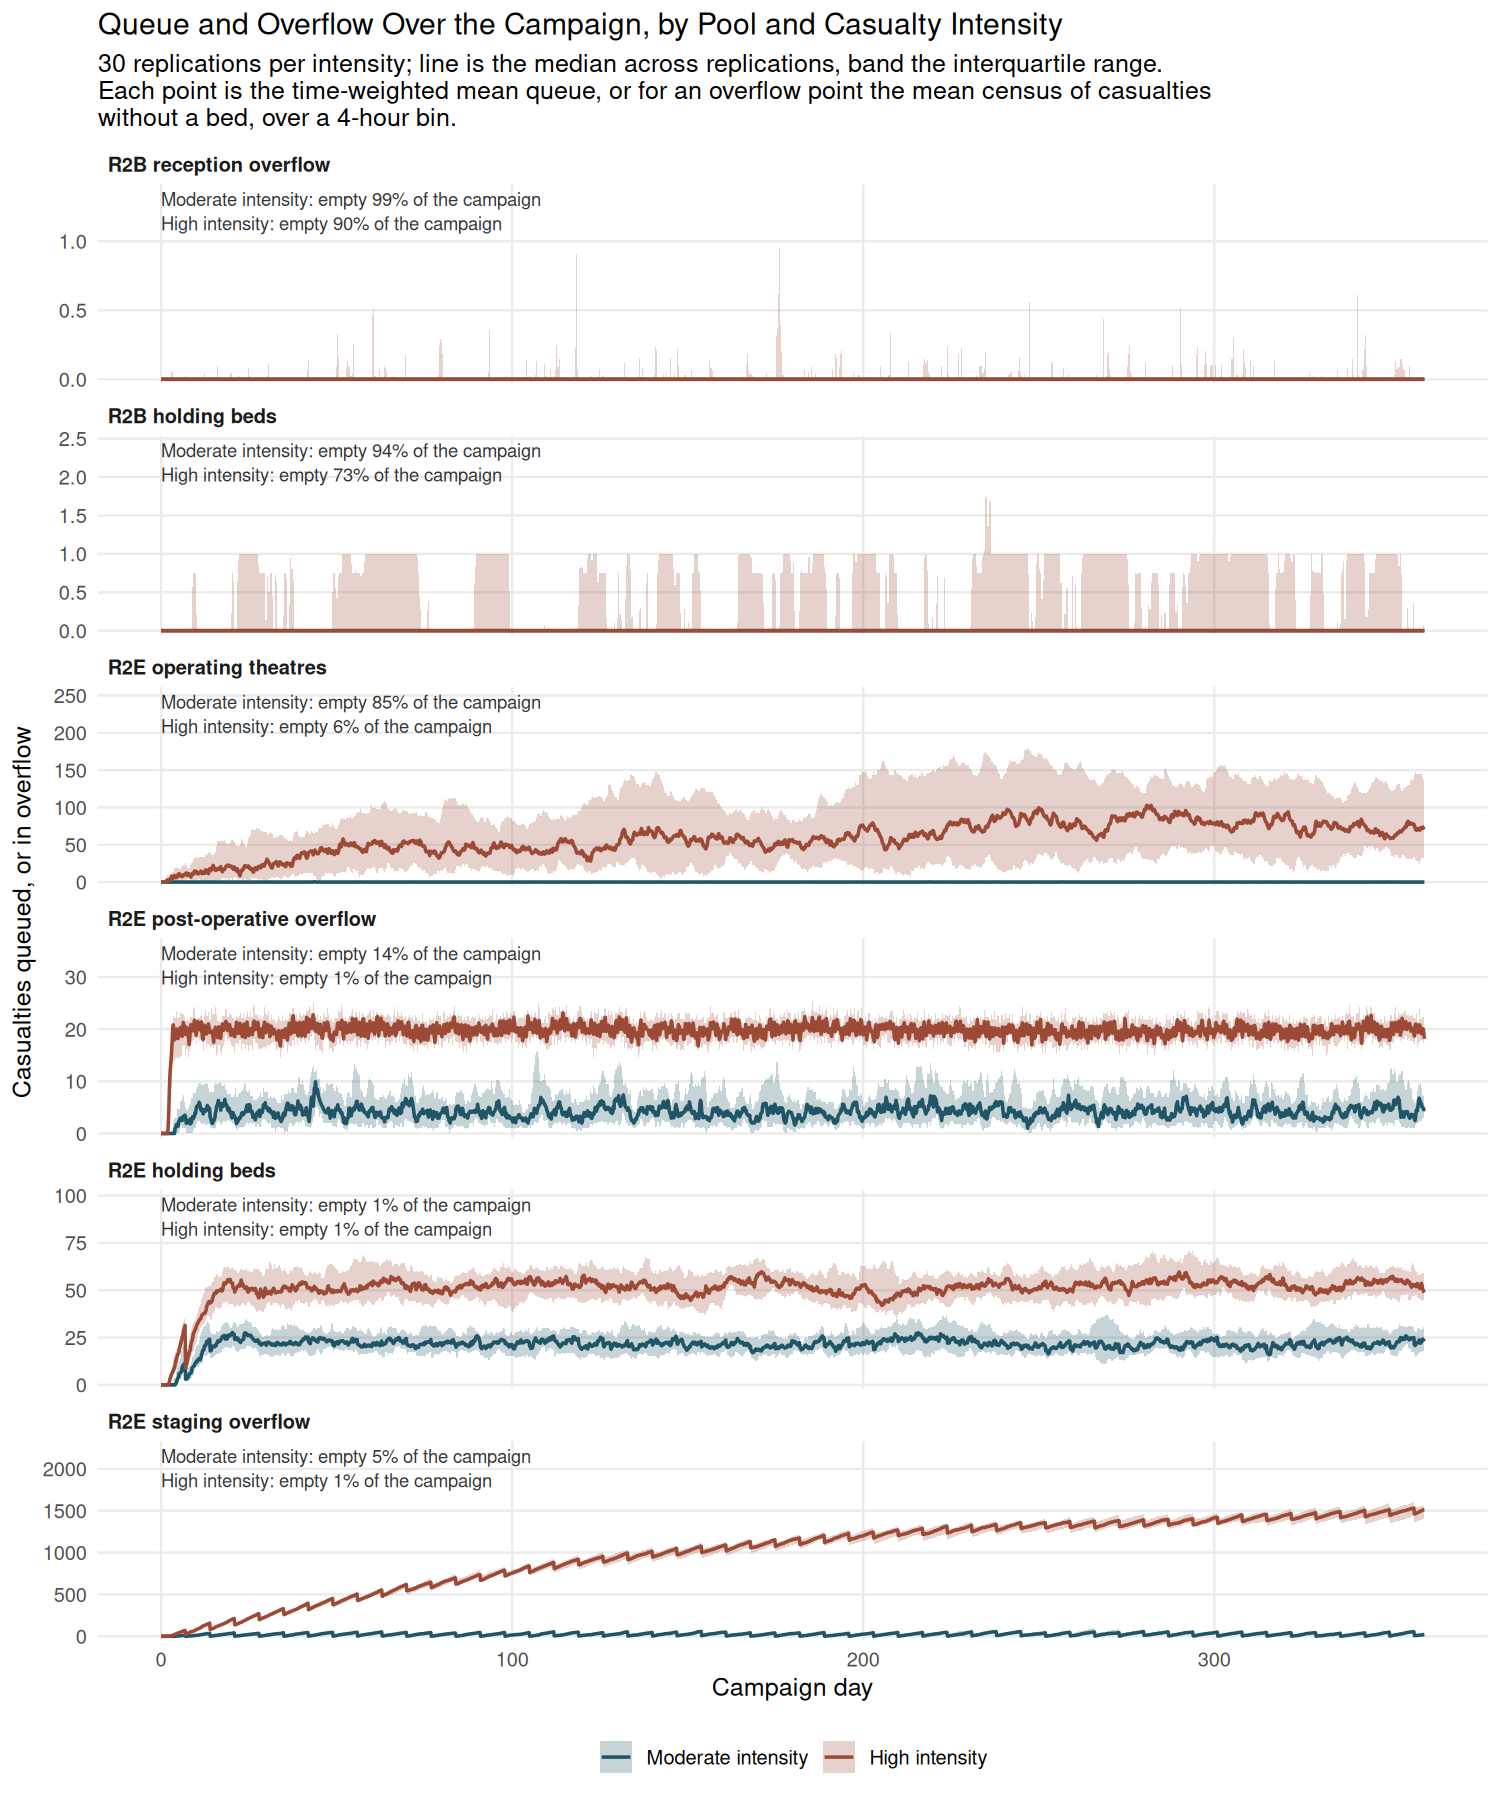 Queue and Overflow Over the Campaign, by Pool and Casualty Intensity
30 replications per intensity; line is the median across replications, band the interquartile range.
Each point is the time-weighted mean queue, or for an overflow point the mean census of casualties
without a bed, over a 4-hour bin.
Casualties queued, or in overflow
R2B reception overflow
Moderate intensity: empty 99% of the campaign
High intensity: empty 90% of the campaign
1.0
0.5
0.0
R2B holding beds
2.5
Moderate intensity: empty 94% of the campaign
2.0
High intensity: empty 73% of the campaign
1.5
1.0
0.5
0.0
R2E operating theatres
250
Moderate intensity: empty 85% of the campaign
200
High intensity: empty 6% of the campaign
150
100
50
0
R2E post-operative overflow
Moderate intensity: empty 14% of the campaign
30
High intensity: empty 1% of the campaign
20
10
0
R2E holding beds
100
Moderate intensity: empty 1% of the campaign
High intensity: empty 1% of the campaign
75
50
25
0
R2E staging overflow
Moderate intensity: empty 5% of the campaign
2000
High intensity: empty 1% of the campaign
1500
1000
500
0
0 100 200 300
Campaign day
Moderate intensity High intensity